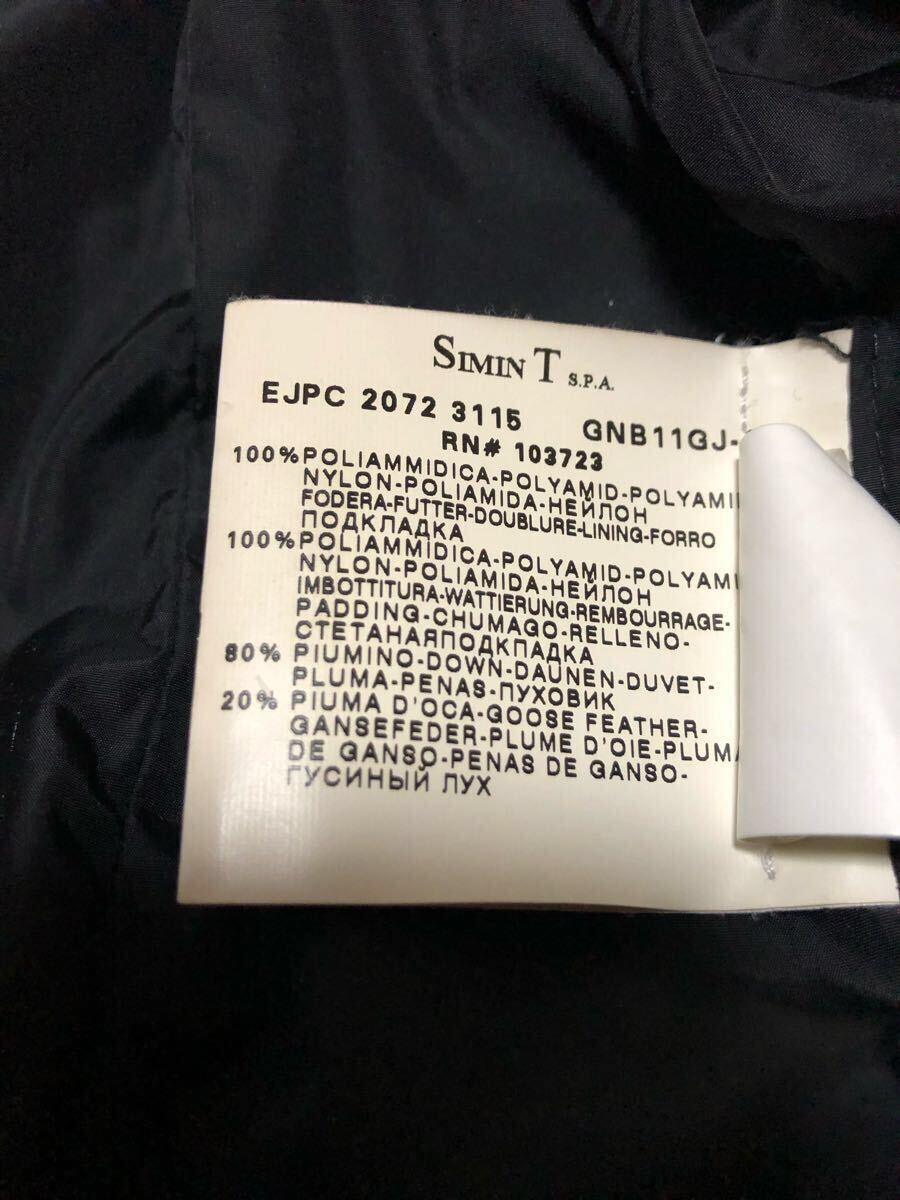 SIMIN T S.P.A.
EJPC 2072 3115 GNB11GJ-
RN# 103723
100% POLIAMMIDICA-POLYAMID-POLYAMI
NYLON-POLIAMIDA-НЕЙЛОН
FODERA-FUTTER-DOUBLURE-LINING-FORRO
ПОДКЛАДКА
100% POLIAMMIDICA-POLYAMID-POLYAMI
NYLON-POLIAMIDA-НЕЙЛОН
IMBOTTITURA-WATTIERUNG-REMBOURRAGE-
PADDING-CHUMAGO-RELLENO-
СТЕТАНАЯПОДКПАДКА
80% PIUMINO-DOWN-DAUNEN-DUVET-
PLUMA-PENAS-ПУХОВИК
20% PIUMA D'OCA-GOOSE FEATHER-
GANSEFEDER-PLUME D'OIE-PLUMA
DE GANSO-PENAS DE GANSO-
ГУСИНЫЙ ЛУХ